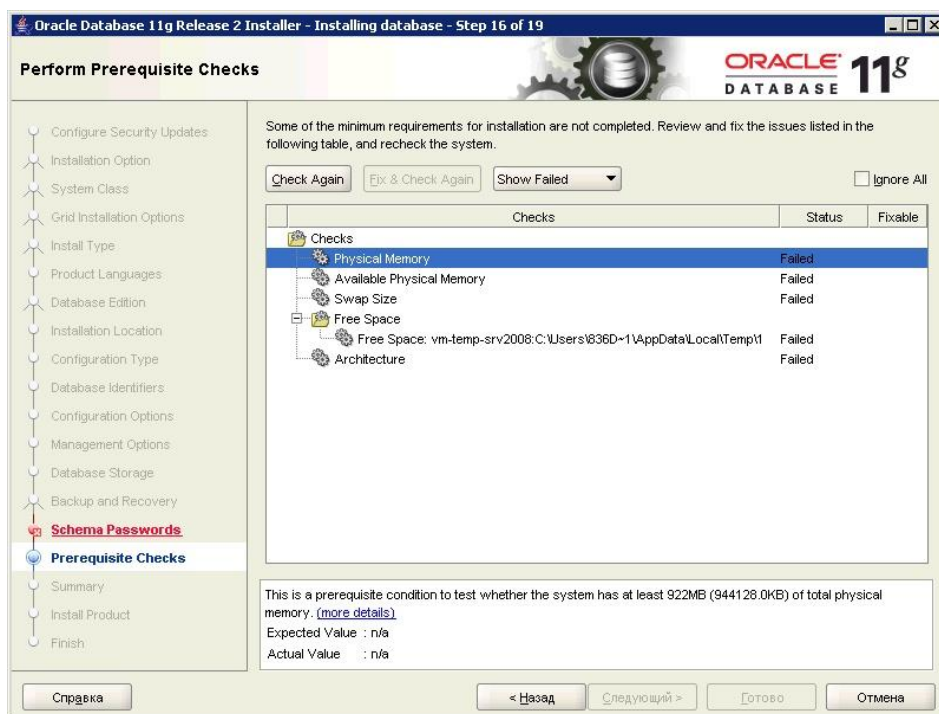 Oracle Database 11g Release 2 Installer - Installing database - Step 16 of 19
Perform Prerequisite Checks
ORACLE
DATABASE
11g
Configure Security Updates
Installation Option
System Class
Grid Installation Options
Install Type
Product Languages
Database Edition
Installation Location
Configuration Type
Database Identifiers
Configuration Options
Management Options
Database Storage
Backup and Recovery
Schema Passwords
Prerequisite Checks
Summary
Install Product
Finish
Some of the minimum requirements for installation are not completed. Review and fix the issues listed in the
following table, and recheck the system.
Check Again Fix & Check Again Show Failed Ignore All
Checks Status Fixable
Checks
Physical Memory Failed
Available Physical Memory Failed
Swap Size Failed
Free Space
Free Space: vm-temp-srv2008:C:\Users\836D~1\AppData\Local\Temp\1 Failed
Architecture Failed
This is a prerequisite condition to test whether the system has at least 922MB (944128.0KB) of total physical
memory. (more details)
Expected Value : n/a
Actual Value : n/a
Справка < Назад Следующий > Готово Отмена